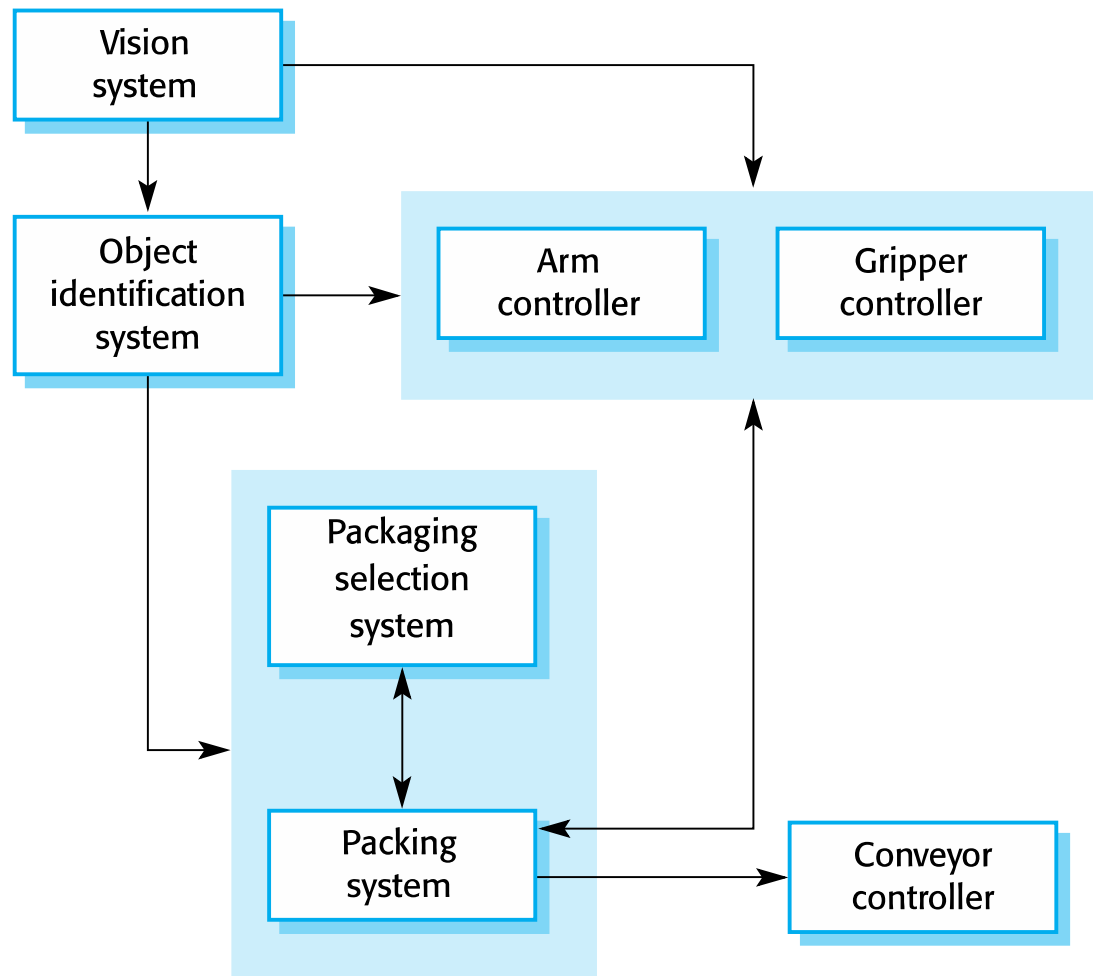 Vision
system
Object
identification
system
Arm
controller
Gripper
controller
Packaging
selection
system
Packing
system
Conveyor
controller